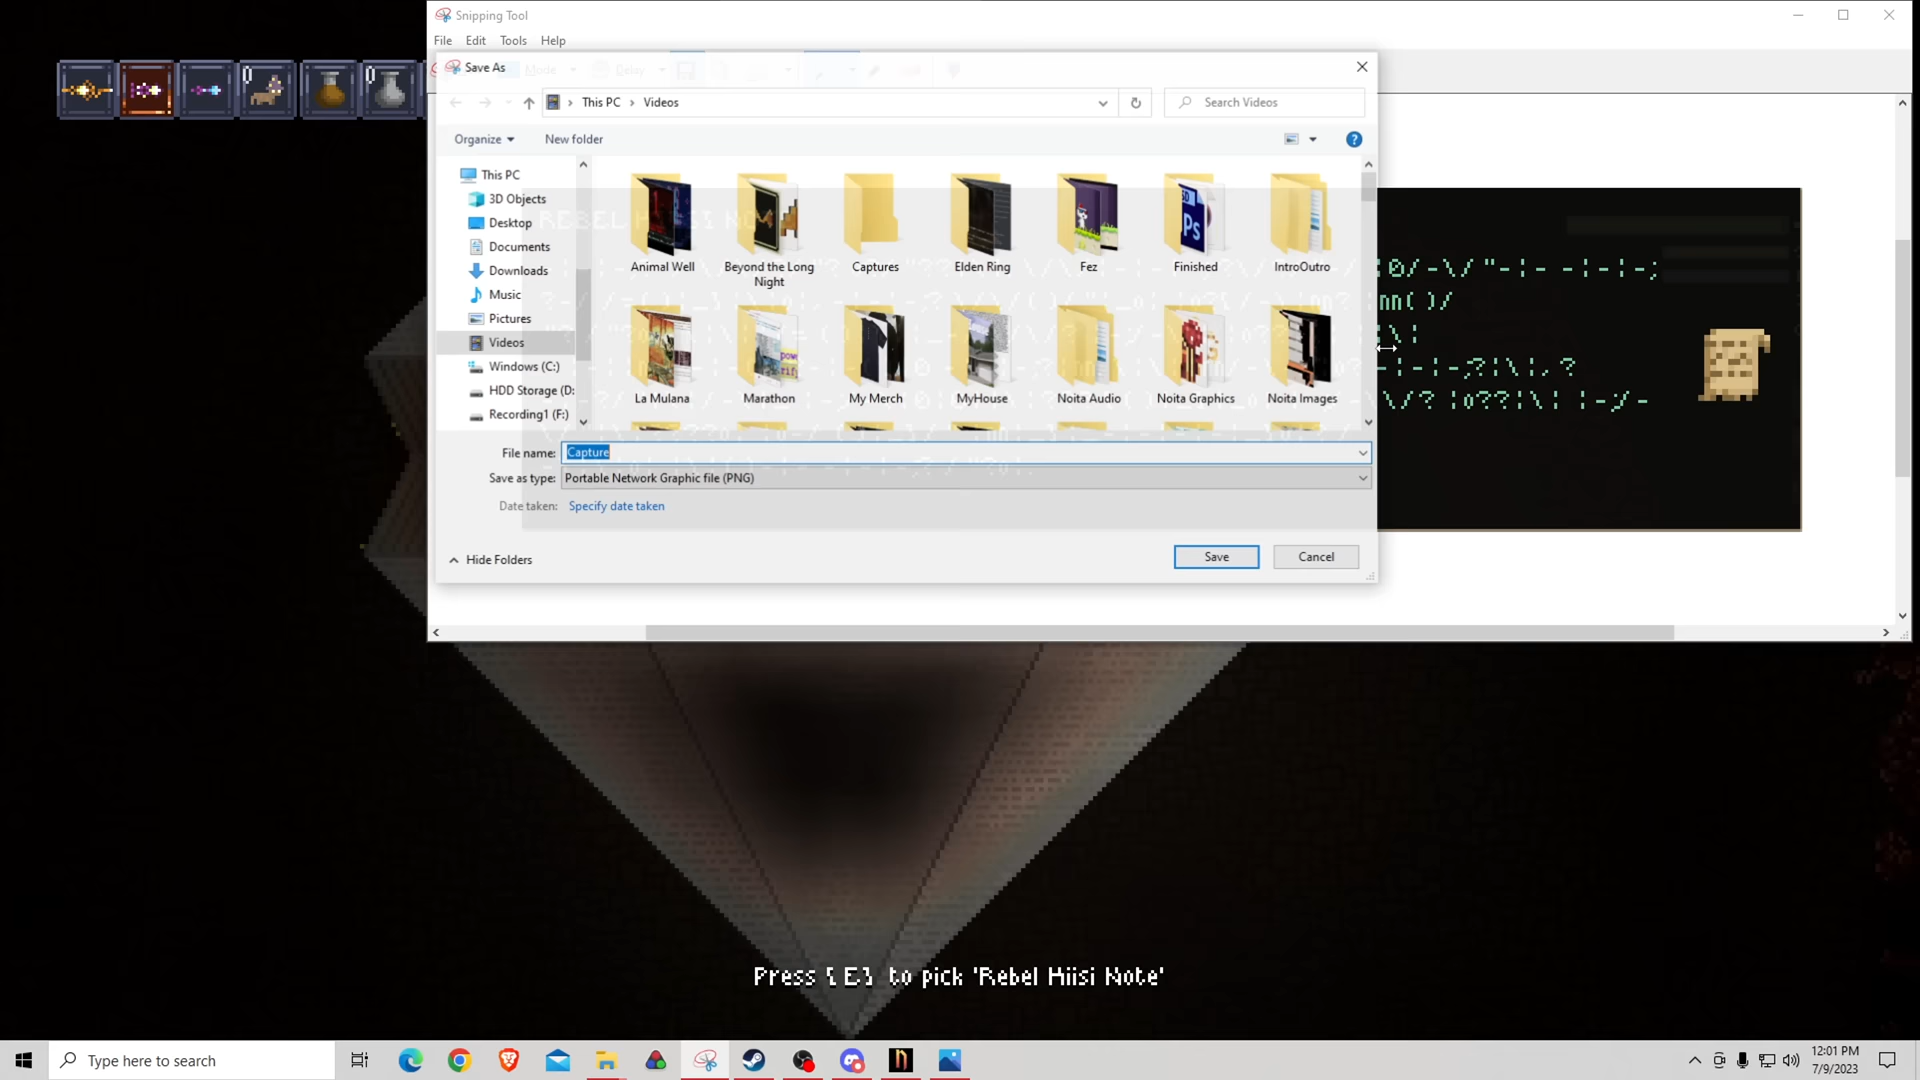 Snipping Tool
File Edit Tools Help
Save As
Mode Delay
This PC > Videos
Search Videos
Organize New folder
This PC
3D Objects
Desktop
Documents
Downloads
Music
Pictures
Videos
Windows (C:)
HDD Storage (D:
Recording1 (F:)
REBEL HIISI NO
Animal Well
Beyond the Long Night
Captures
Elden Ring
Fez
Finished
IntroOutro
La Mulana
Marathon
My Merch
MyHouse
Noita Audio
Noita Graphics
Noita Images
File name: Capture
Save as type: Portable Network Graphic file (PNG)
Date taken: Specify date taken
Hide Folders
Save Cancel
Press [E] to pick 'Rebel Hiisi Note'
Type here to search
12:01 PM
7/9/2023